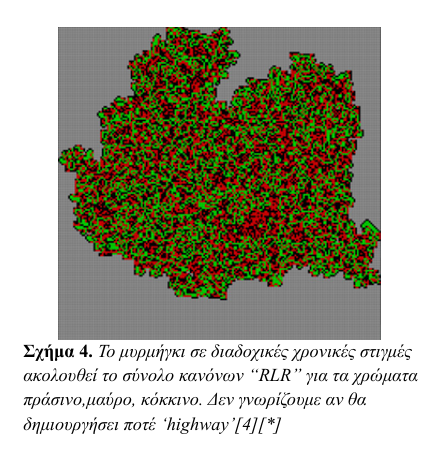 Σχήμα 4. Το μυρμήγκι σε διαδοχικές χρονικές στιγμές
ακολουθεί το σύνολο κανόνων “RLR” για τα χρώματα
πράσινο,μαύρο, κόκκινο. Δεν γνωρίζουμε αν θα
δημιουργήσει ποτέ ‘highway’[4][*]